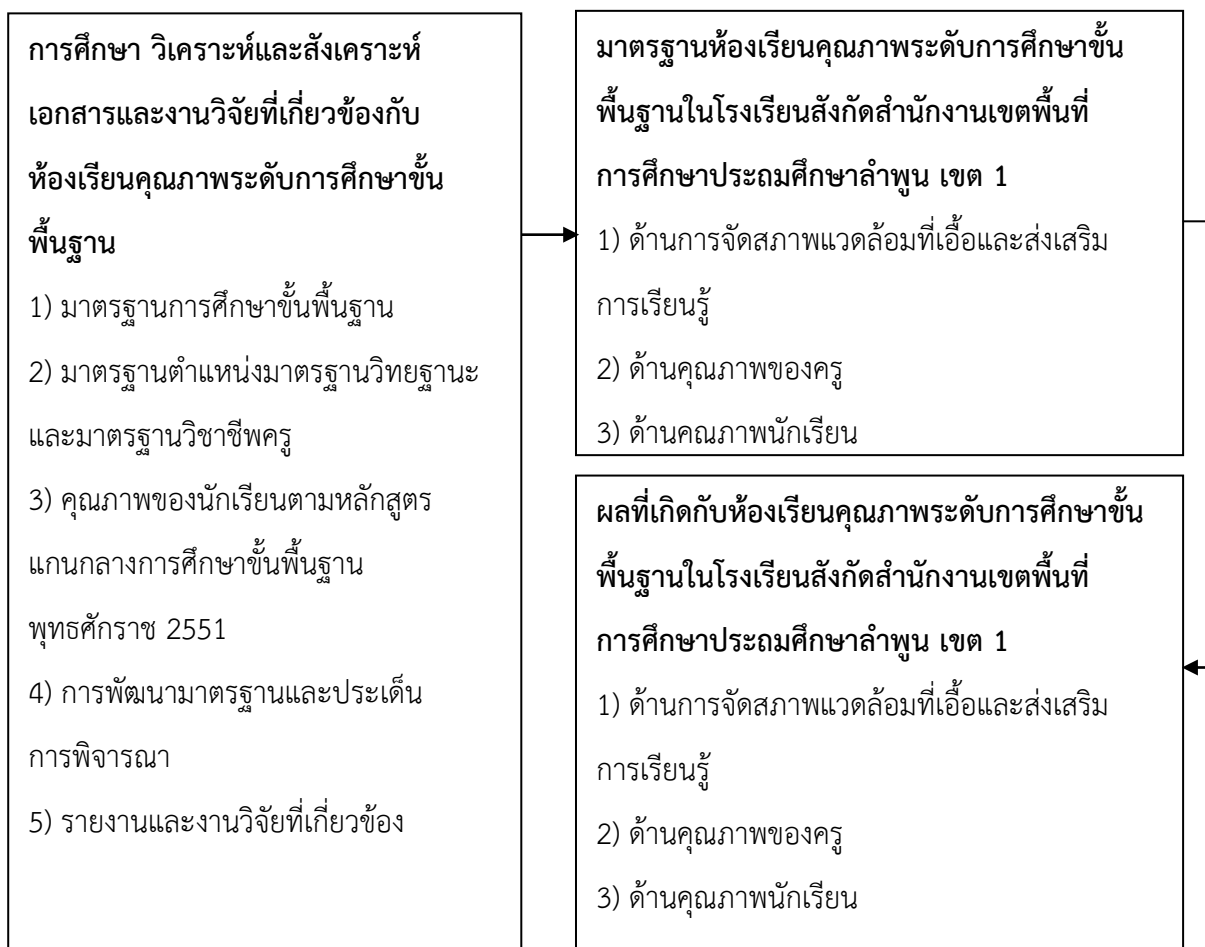 การศึกษา วิเคราะห์และสังเคราะห์
เอกสารและงานวิจัยที่เกี่ยวข้องกับ
ห้องเรียนคุณภาพระดับการศึกษาขั้น
พื้นฐาน
1) มาตรฐานการศึกษาขั้นพื้นฐาน
2) มาตรฐานตำแหน่งมาตรฐานวิทยฐานะ
และมาตรฐานวิชาชีพครู
3) คุณภาพของนักเรียนตามหลักสูตร
แกนกลางการศึกษาขั้นพื้นฐาน
พุทธศักราช 2551
4) การพัฒนามาตรฐานและประเด็น
การพิจารณา
5) รายงานและงานวิจัยที่เกี่ยวข้อง
มาตรฐานห้องเรียนคุณภาพระดับการศึกษาขั้น
พื้นฐานในโรงเรียนสังกัดสำนักงานเขตพื้นที่
การศึกษาประถมศึกษาลำพูน เขต 1
1) ด้านการจัดสภาพแวดล้อมที่เอื้อและส่งเสริม
การเรียนรู้
2) ด้านคุณภาพของครู
3) ด้านคุณภาพนักเรียน
ผลที่เกิดกับห้องเรียนคุณภาพระดับการศึกษาขั้น
พื้นฐานในโรงเรียนสังกัดสำนักงานเขตพื้นที่
การศึกษาประถมศึกษาลำพูน เขต 1
1) ด้านการจัดสภาพแวดล้อมที่เอื้อและส่งเสริม
การเรียนรู้
2) ด้านคุณภาพของครู
3) ด้านคุณภาพนักเรียน